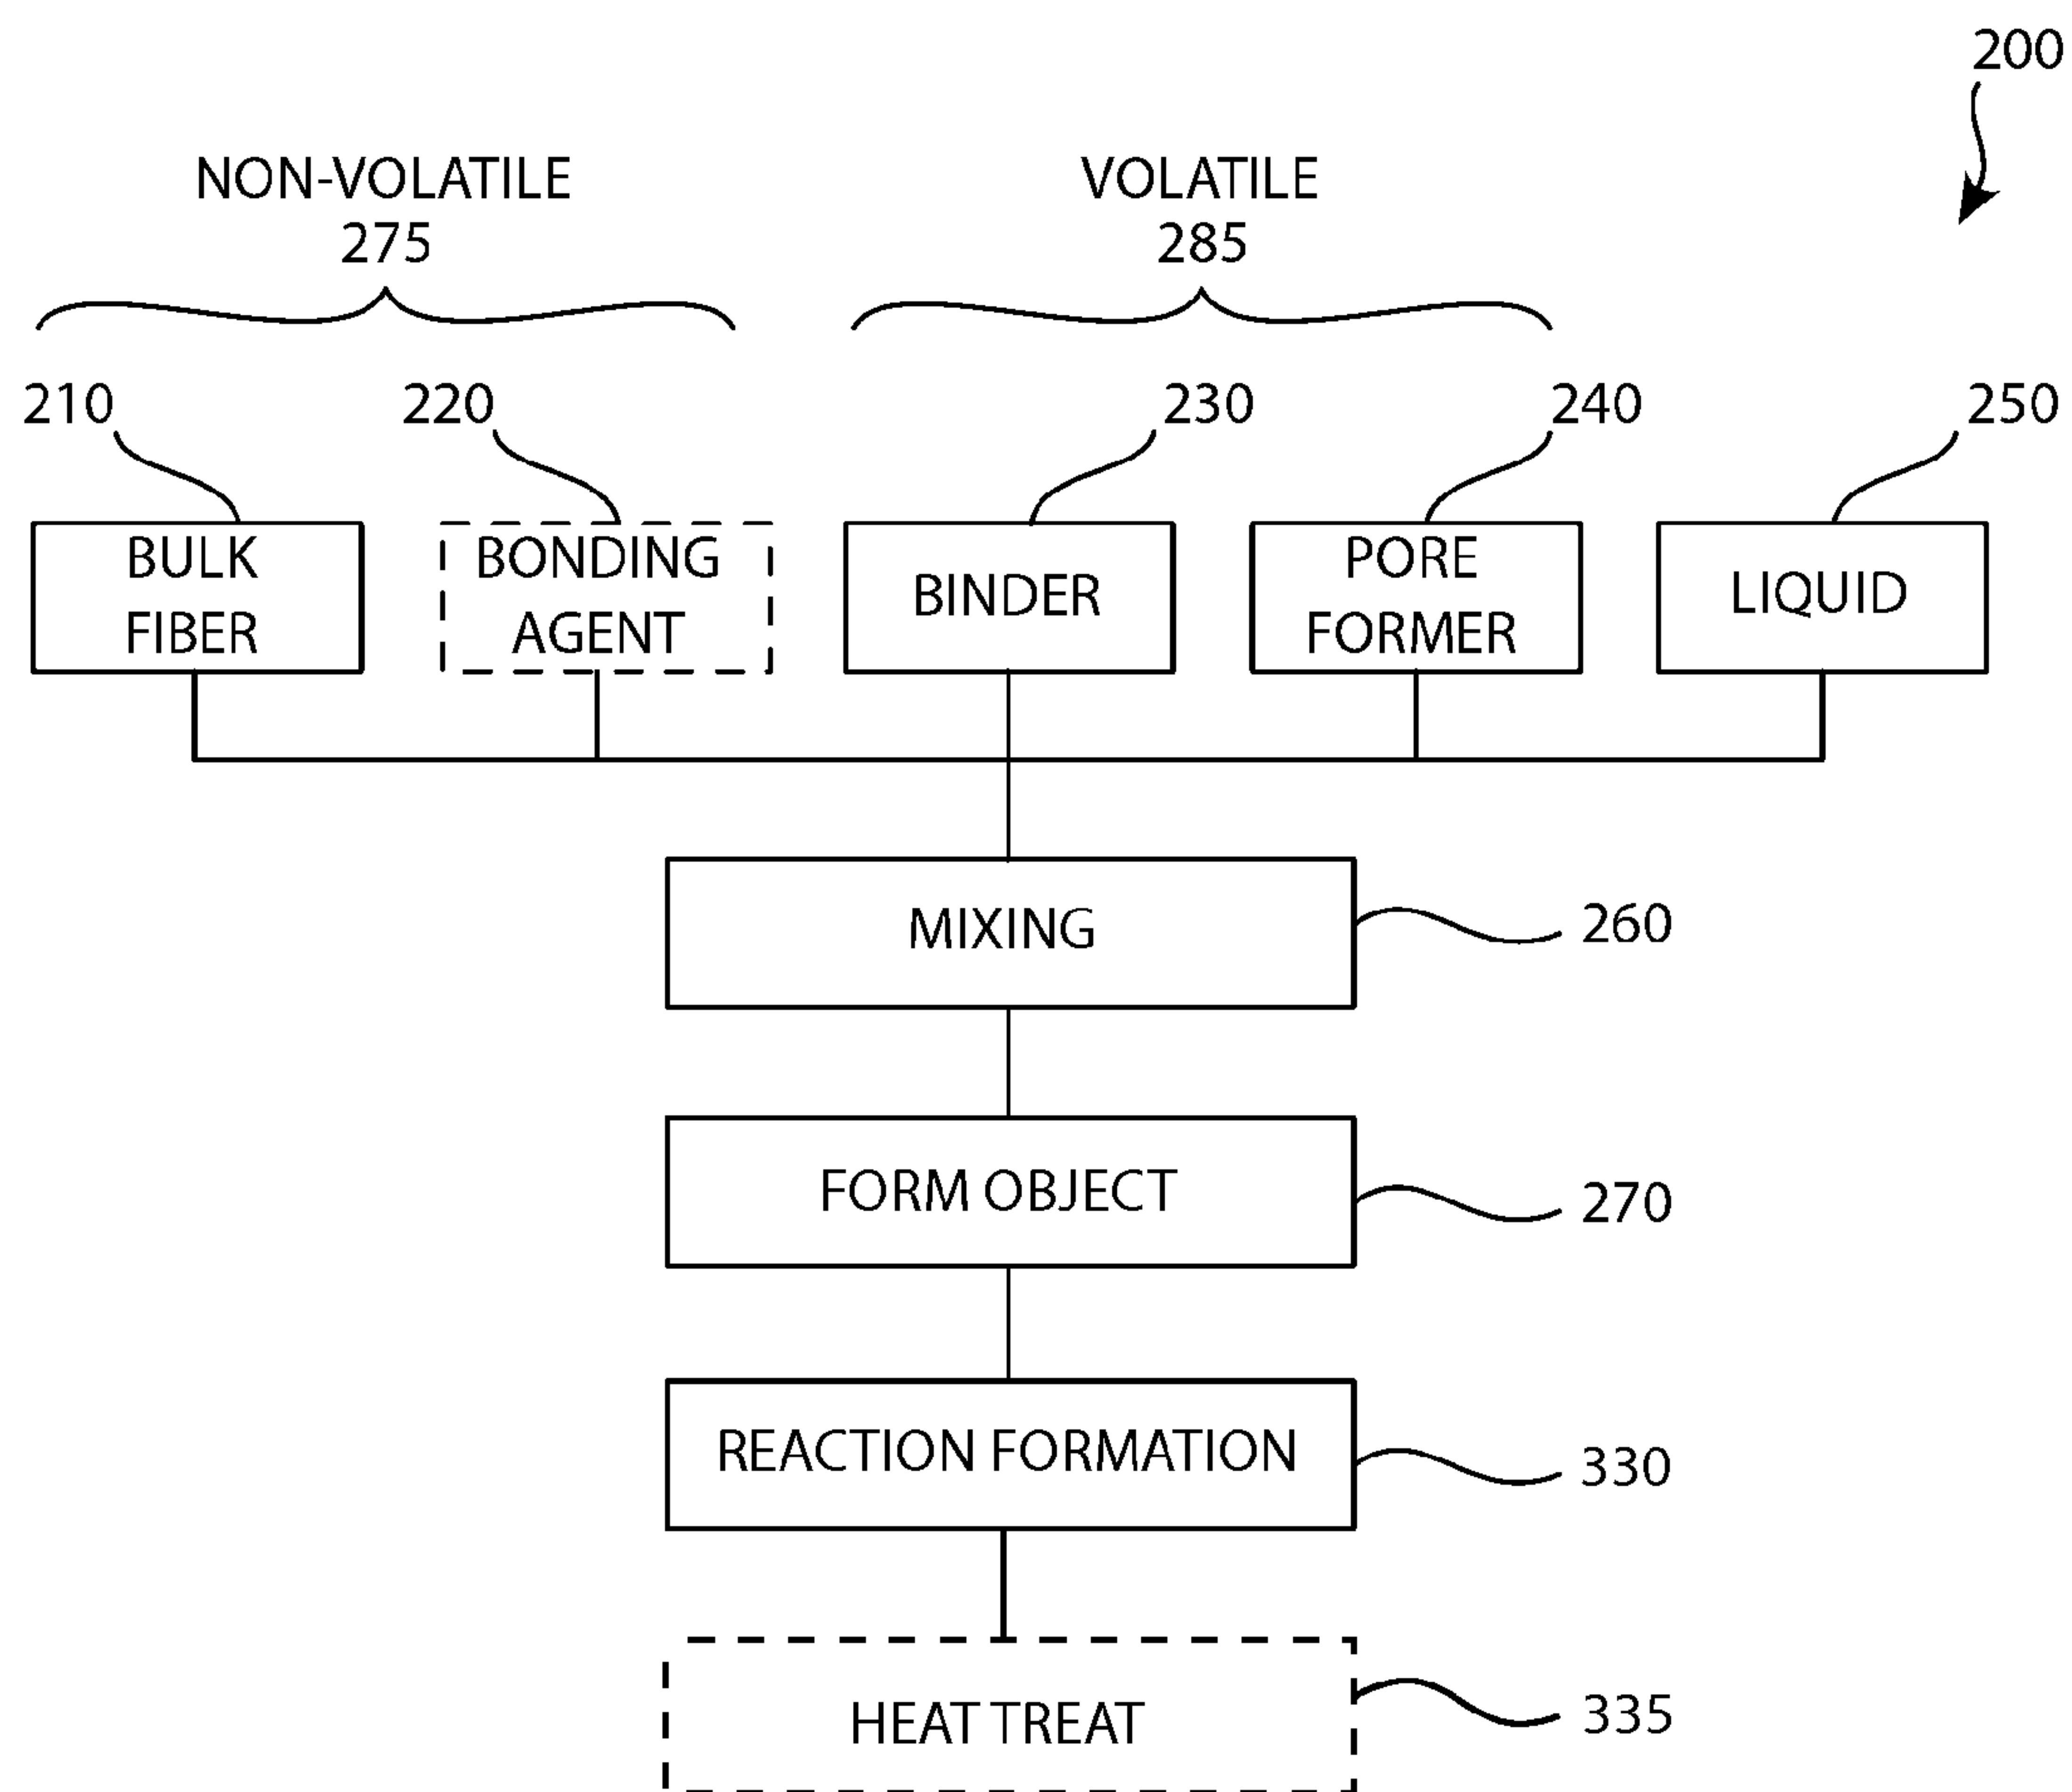 200
NON-VOLATILE
275
VOLATILE
285
210
220
230
240
250
BULK
FIBER
BONDING
AGENT
BINDER
PORE
FORMER
LIQUID
MIXING
260
FORM OBJECT
270
REACTION FORMATION
330
HEAT TREAT
335